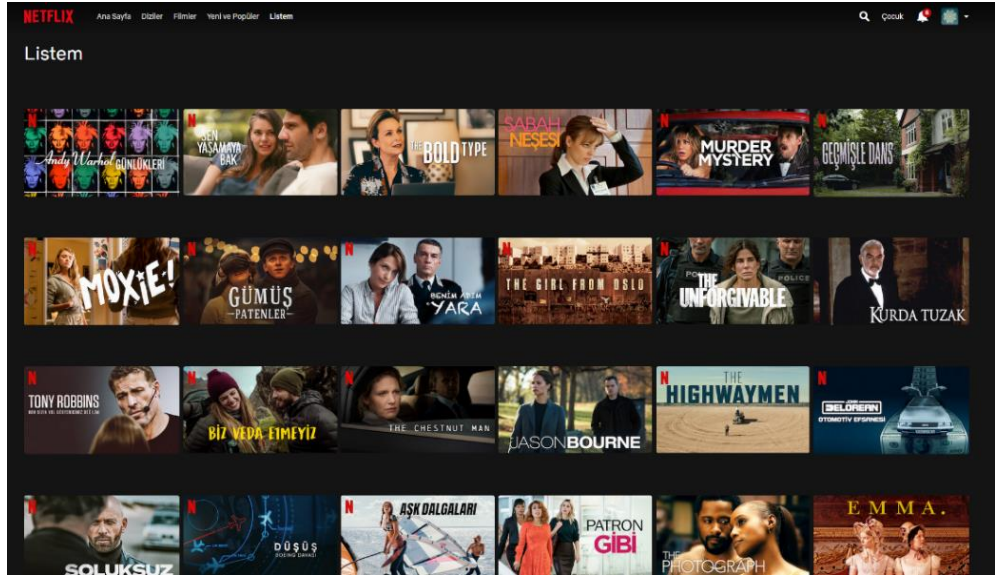 NETFLIX Ana Sayfa Diziler Filmler Yeni ve Popüler Listem Çocuk
Listem
Andy Warhol GÜNLÜKLERİ
SEN
YAŞAMAYA
BAK
THE BOLD TYPE
SABAH
NEŞESİ
MURDER
MYSTERY
GEÇMİŞLE DANS
MOXIE!
GÜMÜŞ
-PATENLER-
BENİM ADIM
YARA
THE GIRL FROM OSLO
POLICE
THE
UNFORGIVABLE
KURDA TUZAK
TONY ROBBINS
BİZ VEDA ETMEYİZ
THE CHESTNUT MAN
JASON BOURNE
THE
HIGHWAYMEN
JOHN
DELOREAN
OTOMOTİV EFSANESİ
SOLUKSUZ
DÜŞÜŞ
BOEING DAVASI
AŞK DALGALARI
PATRON
GİBİ
THE
PHOTOGRAPH
EMMA.